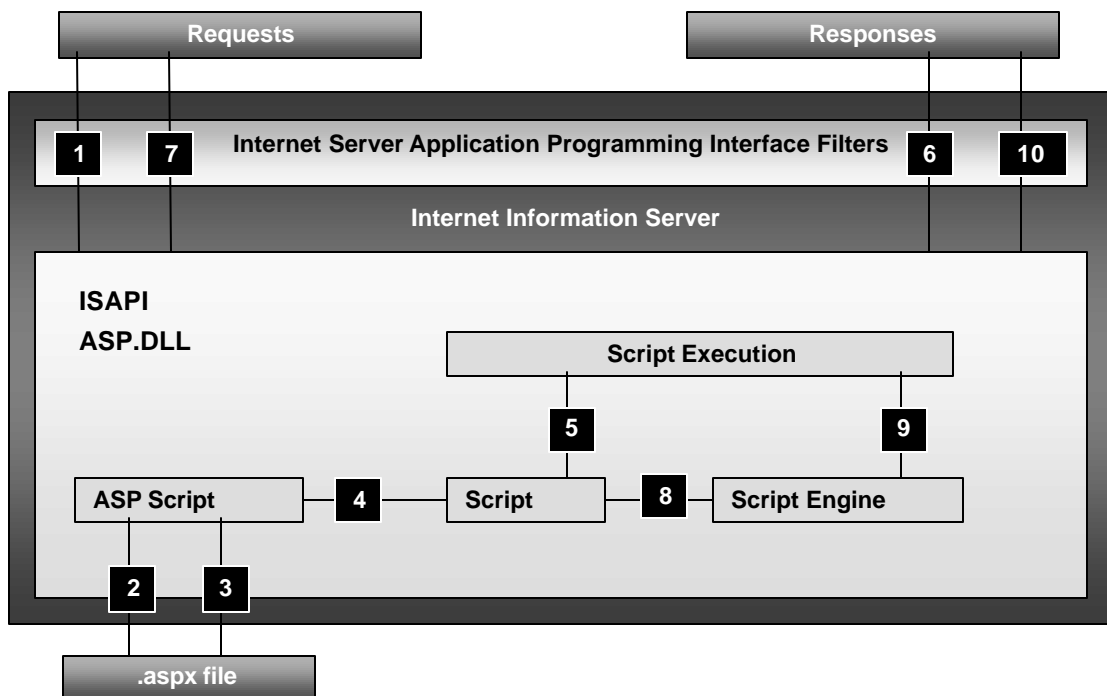 Requests
Responses
1
7
Internet Server Application Programming Interface Filters
6
10
Internet Information Server
ISAPI
ASP.DLL
Script Execution
5
9
ASP Script
4
Script
8
Script Engine
2
3
.aspx file